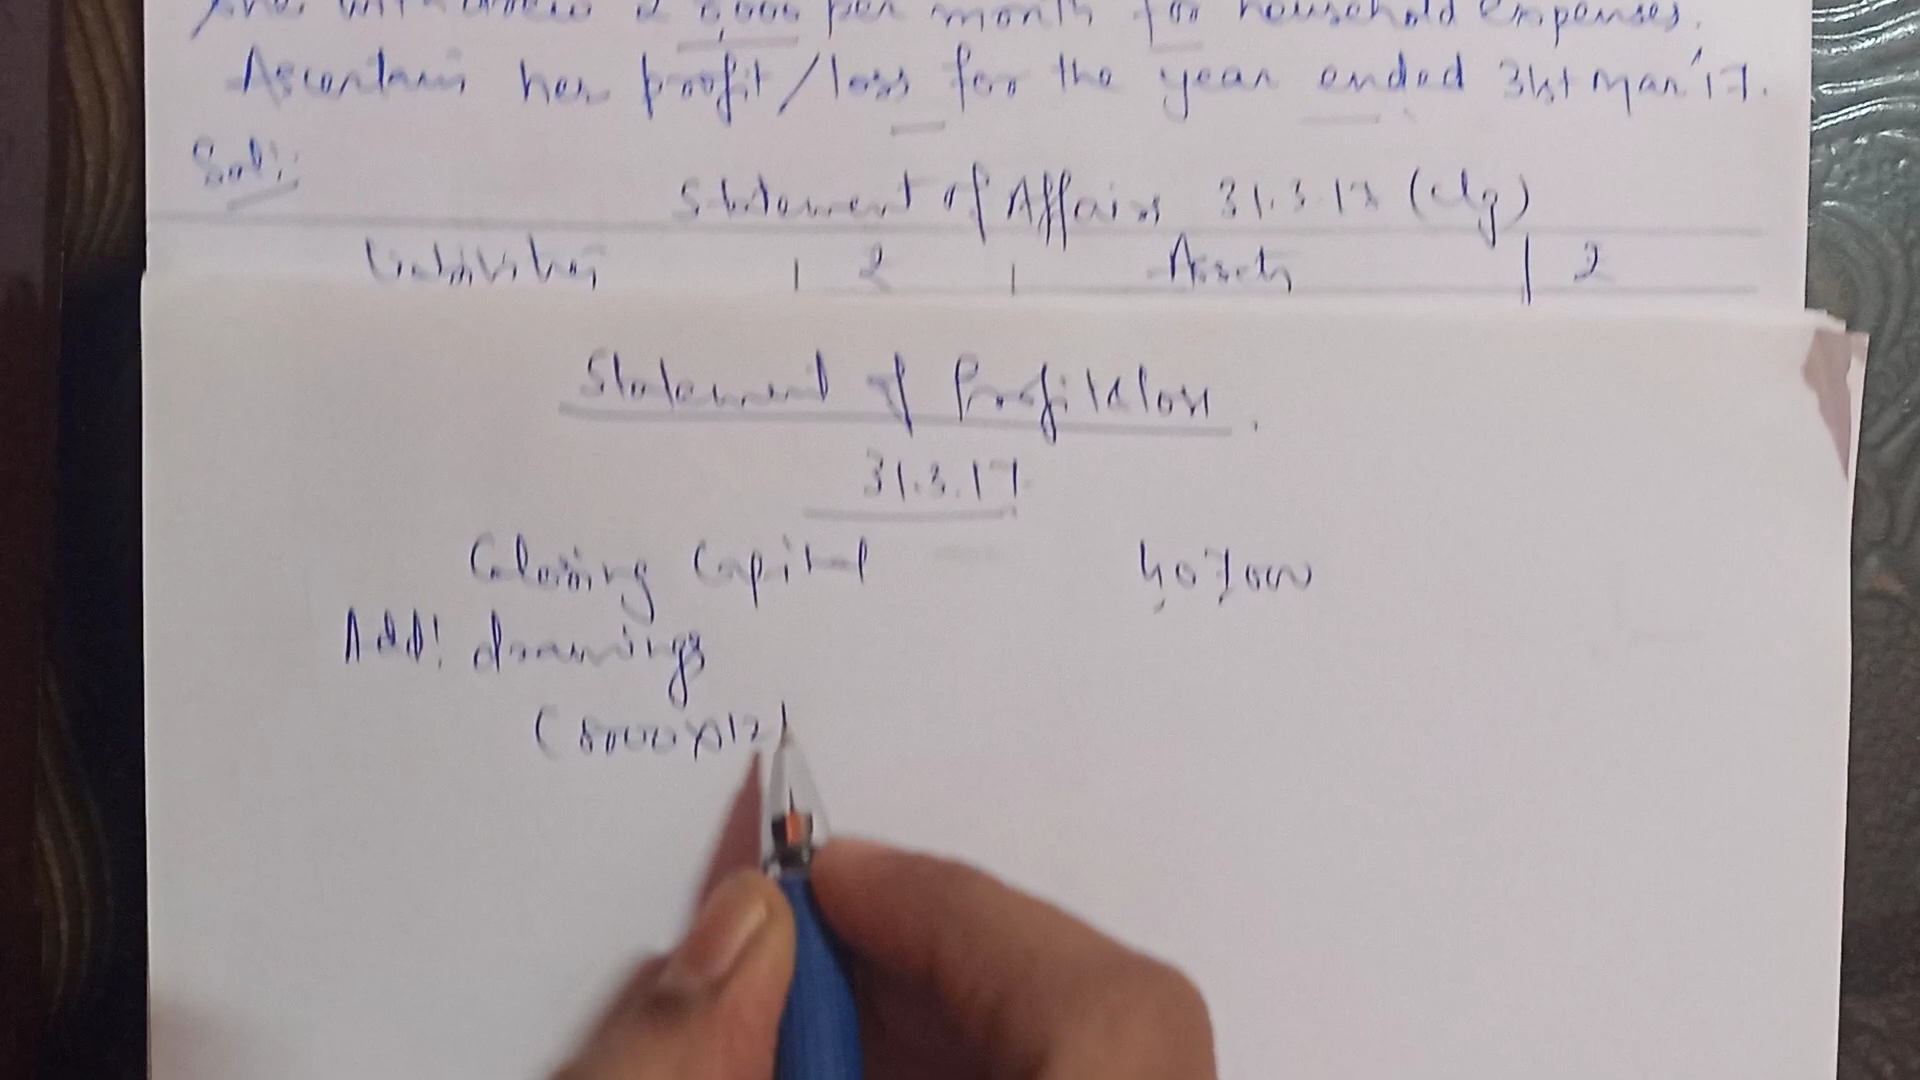 per month for household expenses.
Ascertain her profit/loss for the year ended 31st Mar'17.
Sol:
Statement of Affairs 31.3.17 (clg)
Liabilities ₹ Assets ₹
Statement of Profit & loss
31.3.17
Closing Capital 407000
Add: drawings
(8000x12)